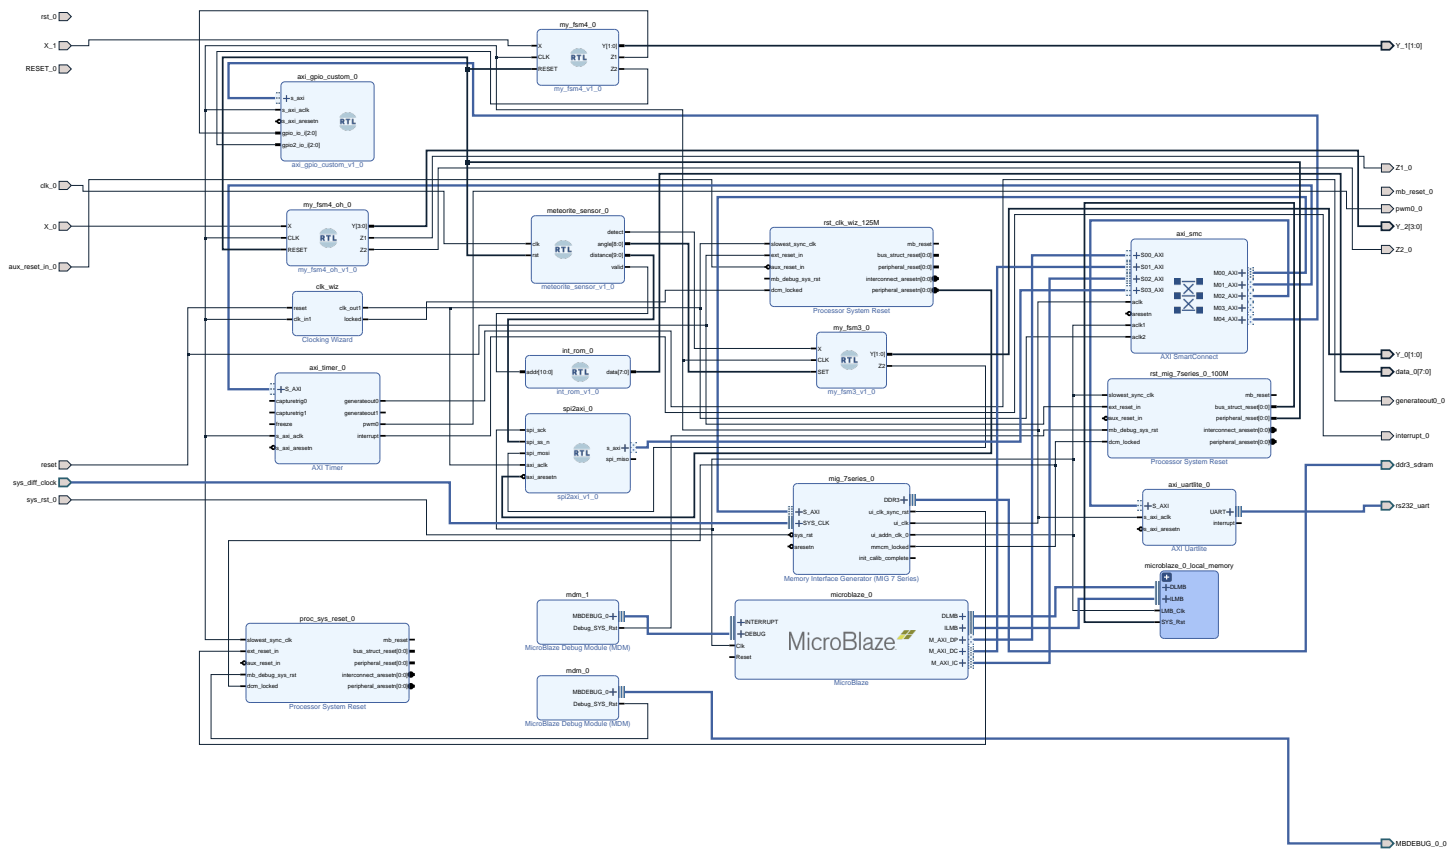 rst_0
X_1
RESET_0
clk_0
X_0
aux_reset_in_0
reset
sys_diff_clock
sys_rst_0
my_fsm4_0
X
CLK
RESET
RTL
Y[1:0]
Z1
Z2
my_fsm4_v1_0
axi_gpio_custom_0
s_axi
s_axi_aclk
s_axi_aresetn
gpio_io_i[2:0]
gpio2_io_i[2:0]
RTL
axi_gpio_custom_v1_0
my_fsm4_oh_0
X
CLK
RESET
RTL
Y[3:0]
Z1
Z2
my_fsm4_oh_v1_0
clk_wiz
reset
clk_in1
clk_out1
locked
Clocking Wizard
axi_timer_0
S_AXI
capturetrig0
capturetrig1
freeze
s_axi_aclk
s_axi_aresetn
generateout0
generateout1
pwm0
interrupt
AXI Timer
meteorite_sensor_0
clk
rst
detect
angle[8:0]
distance[9:0]
valid
RTL
meteorite_sensor_v1_0
int_rom_0
addr[10:0]
RTL
data[7:0]
int_rom_v1_0
spi2axi_0
spi_sck
spi_ss_n
spi_mosi
axi_aclk
axi_aresetn
RTL
s_axi
spi_miso
spi2axi_v1_0
rst_clk_wiz_125M
slowest_sync_clk
ext_reset_in
aux_reset_in
mb_debug_sys_rst
dcm_locked
mb_reset
bus_struct_reset[0:0]
peripheral_reset[0:0]
interconnect_aresetn[0:0]
peripheral_aresetn[0:0]
Processor System Reset
my_fsm3_0
X
CLK
SET
RTL
Y[1:0]
Z2
my_fsm3_v1_0
mig_7series_0
S_AXI
SYS_CLK
sys_rst
aresetn
DDR3
ui_clk_sync_rst
ui_clk
ui_addn_clk_0
mmcm_locked
init_calib_complete
Memory Interface Generator (MIG 7 Series)
axi_smc
S00_AXI
S01_AXI
S02_AXI
S03_AXI
aclk
aresetn
aclk1
aclk2
M00_AXI
M01_AXI
M02_AXI
M03_AXI
M04_AXI
AXI SmartConnect
rst_mig_7series_0_100M
slowest_sync_clk
ext_reset_in
aux_reset_in
mb_debug_sys_rst
dcm_locked
mb_reset
bus_struct_reset[0:0]
peripheral_reset[0:0]
interconnect_aresetn[0:0]
peripheral_aresetn[0:0]
Processor System Reset
axi_uartlite_0
S_AXI
s_axi_aclk
s_axi_aresetn
UART
interrupt
AXI Uartlite
microblaze_0_local_memory
DLMB
ILMB
LMB_Clk
SYS_Rst
proc_sys_reset_0
slowest_sync_clk
ext_reset_in
aux_reset_in
mb_debug_sys_rst
dcm_locked
mb_reset
bus_struct_reset[0:0]
peripheral_reset[0:0]
interconnect_aresetn[0:0]
peripheral_aresetn[0:0]
Processor System Reset
mdm_1
MBDEBUG_0
Debug_SYS_Rst
MicroBlaze Debug Module (MDM)
mdm_0
MBDEBUG_0
Debug_SYS_Rst
MicroBlaze Debug Module (MDM)
microblaze_0
INTERRUPT
DEBUG
Clk
Reset
MicroBlaze
DLMB
ILMB
M_AXI_DP
M_AXI_DC
M_AXI_IC
MicroBlaze
Y_1[1:0]
Z1_0
mb_reset_0
pwm0_0
Y_2[3:0]
Z2_0
Y_0[1:0]
data_0[7:0]
generateout0_0
interrupt_0
ddr3_sdram
rs232_uart
MBDEBUG_0_0